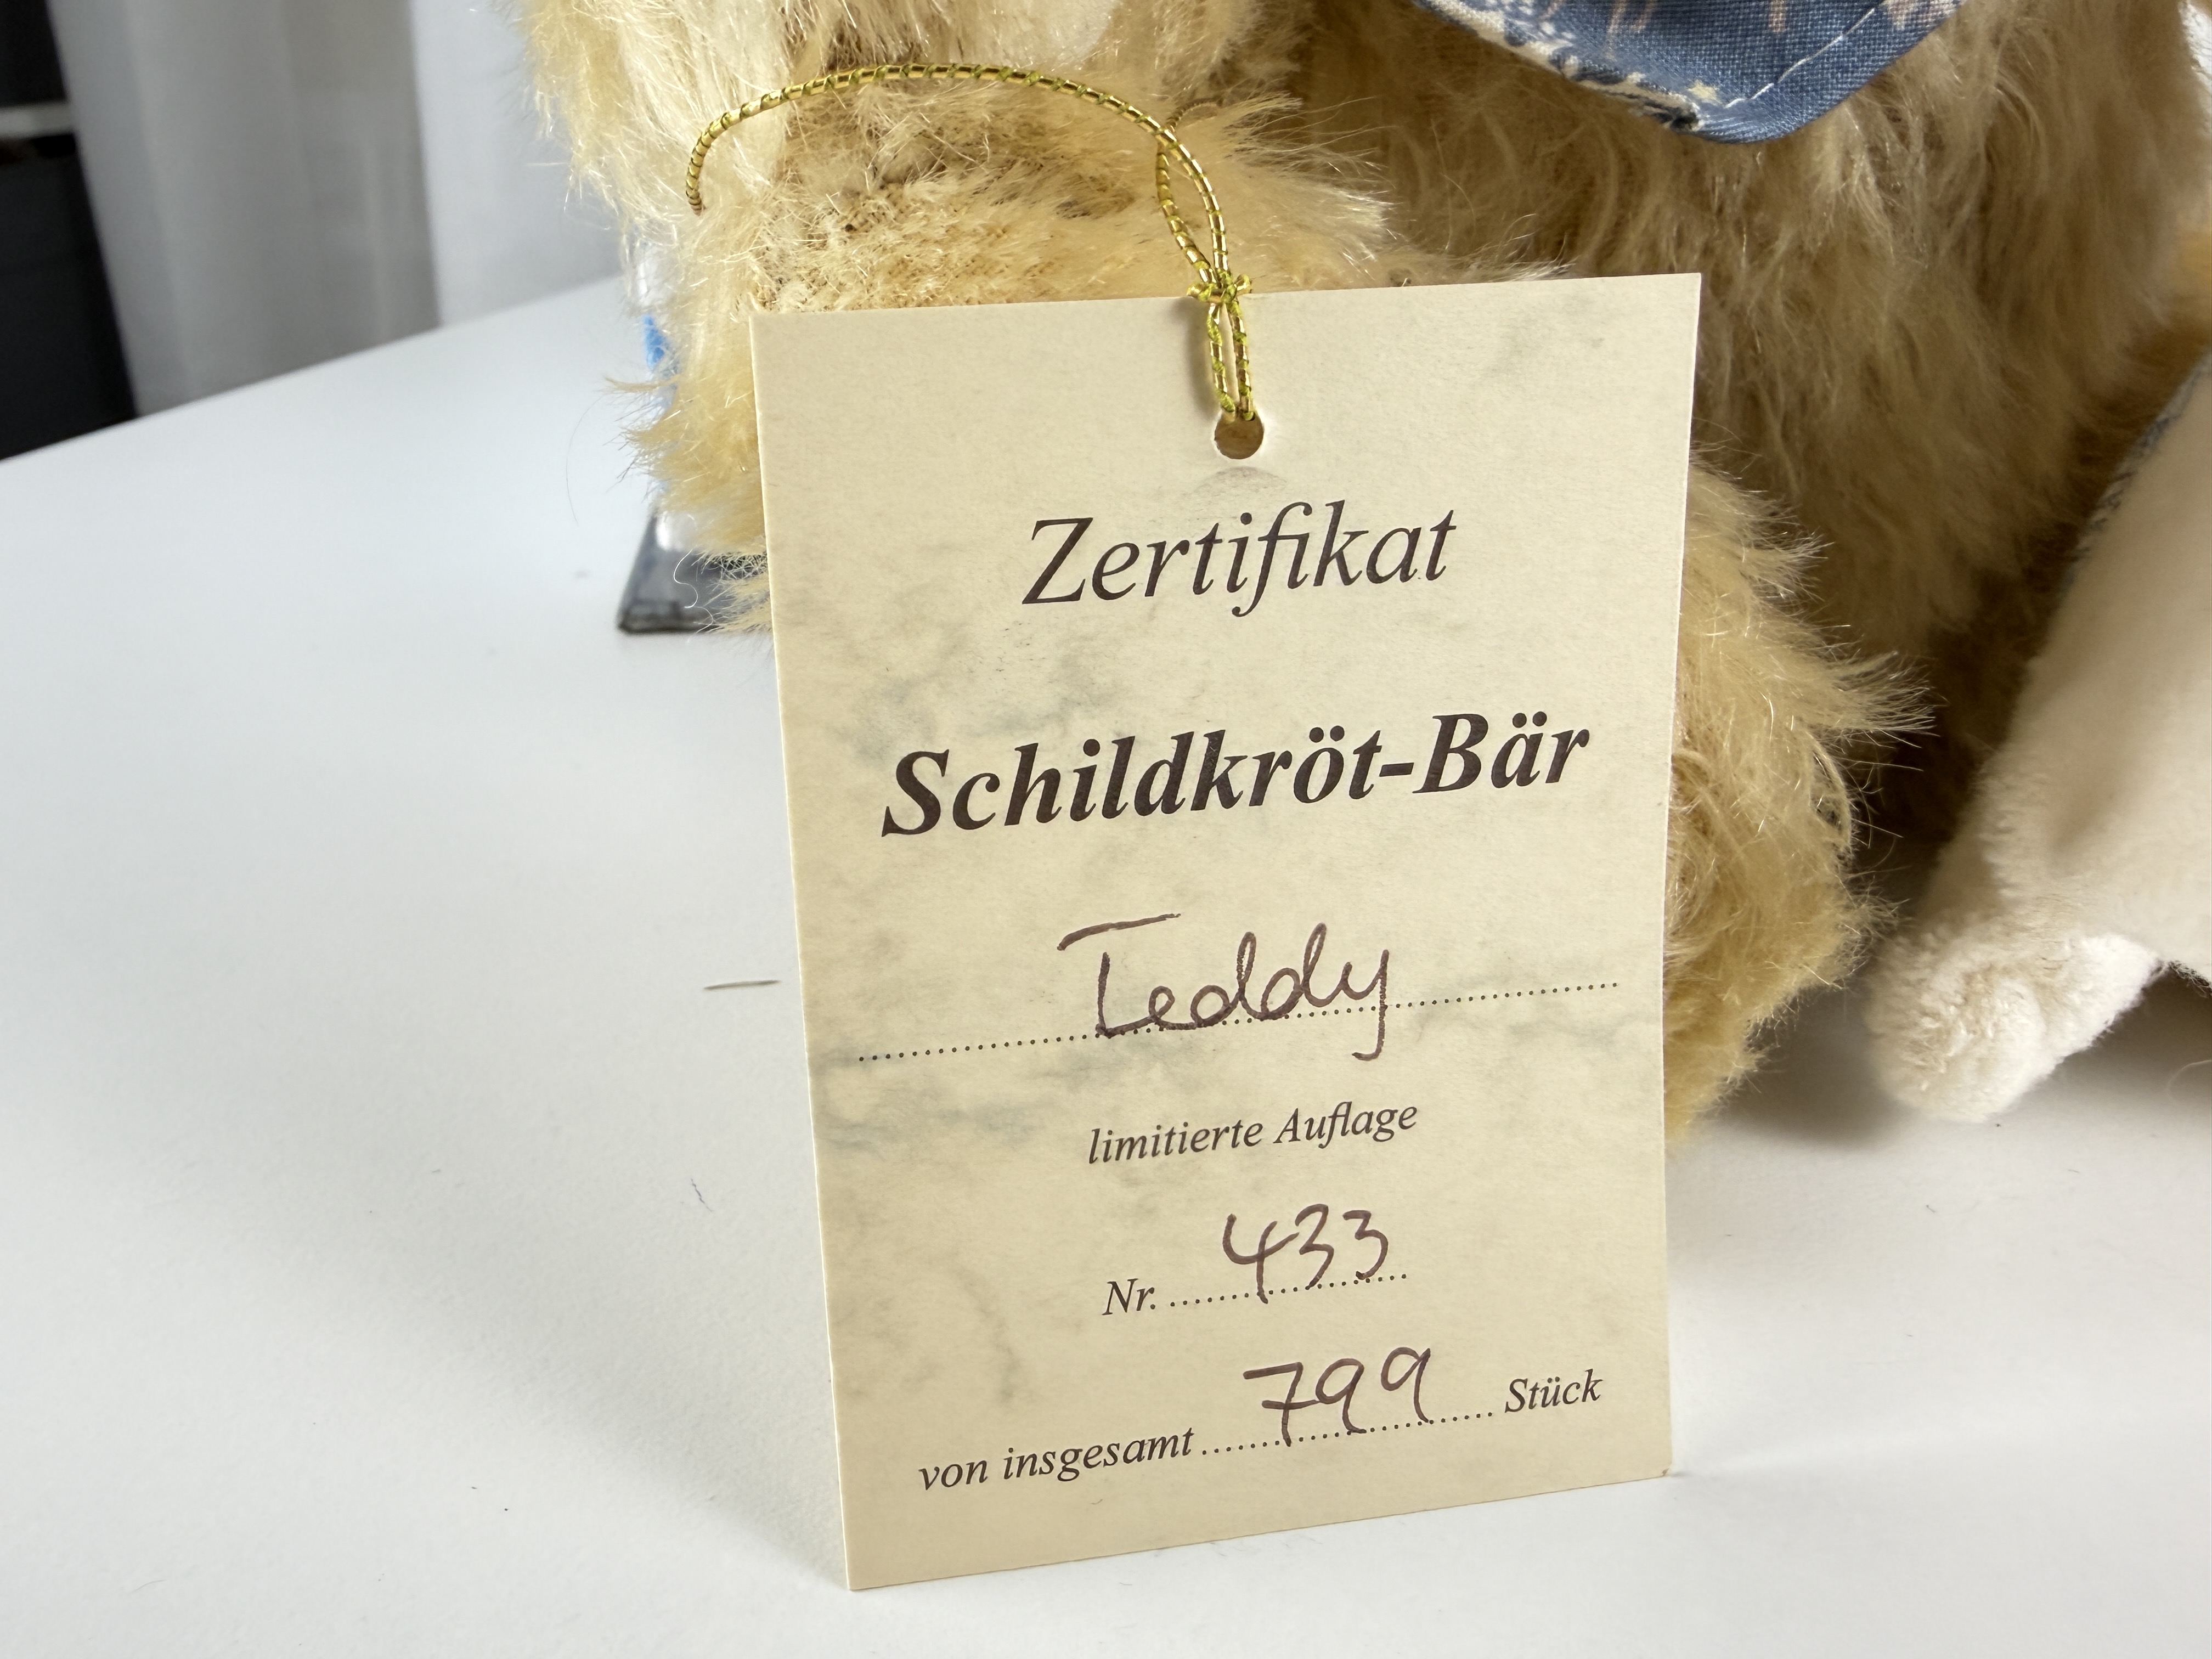 Zertifikat
Schildkröt-Bär
Teddy
limitierte Auflage
Nr. 433
von insgesamt 799 Stück